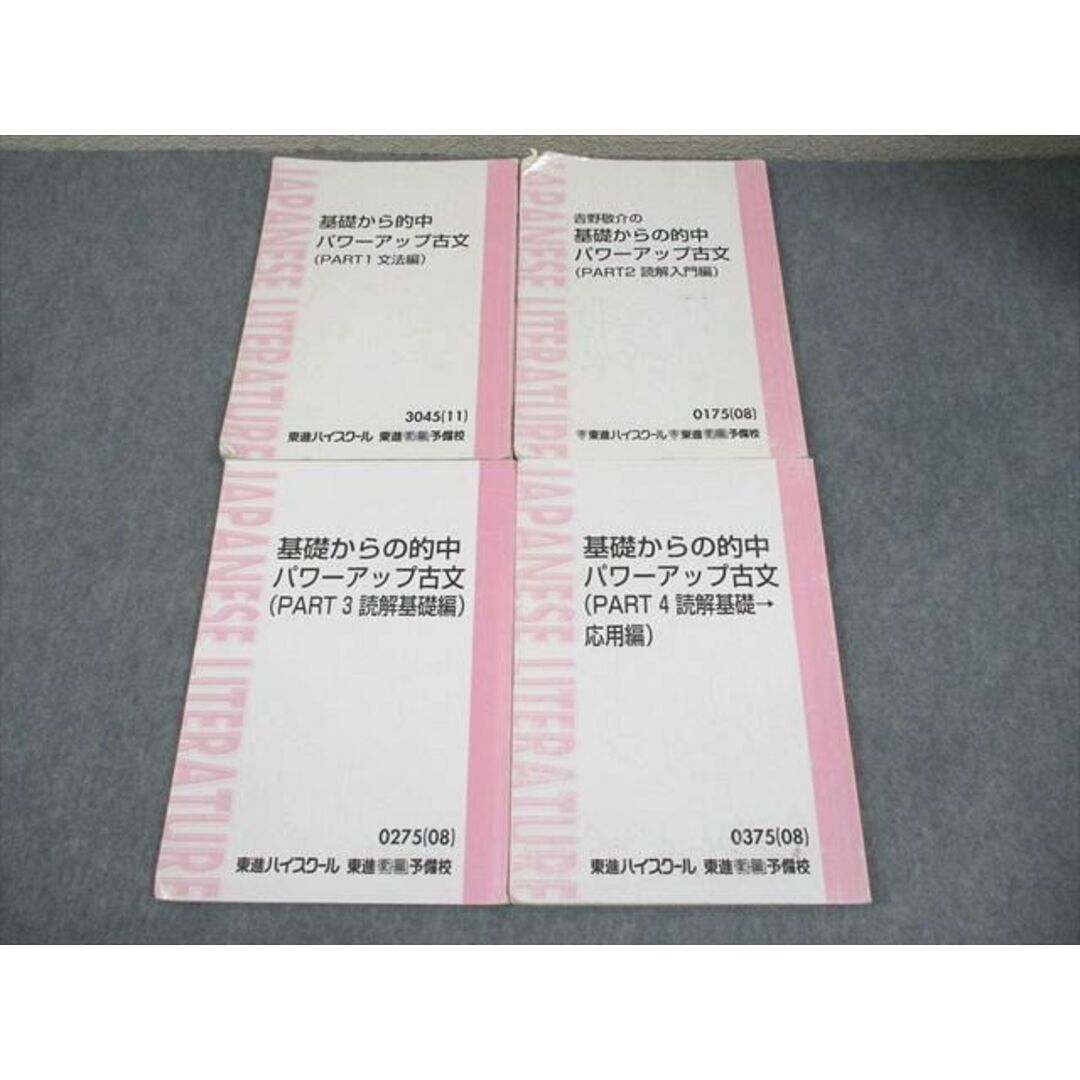 JAPANESE LITERATURE
基礎から的中
パワーアップ古文
(PART1 文法編)
3045(11)
東進ハイスクール 東進 予備校
JAPANESE LITERATURE
吉野敬介の
基礎からの的中
パワーアップ古文
(PART2 読解入門編)
0175(08)
東進ハイスクール 東進 予備校
JAPANESE LITERATURE
基礎からの的中
パワーアップ古文
(PART 3 読解基礎編)
0275(08)
東進ハイスクール 東進 予備校
JAPANESE LITERATURE
基礎からの的中
パワーアップ古文
(PART 4 読解基礎→
応用編)
0375(08)
東進ハイスクール 東進 予備校